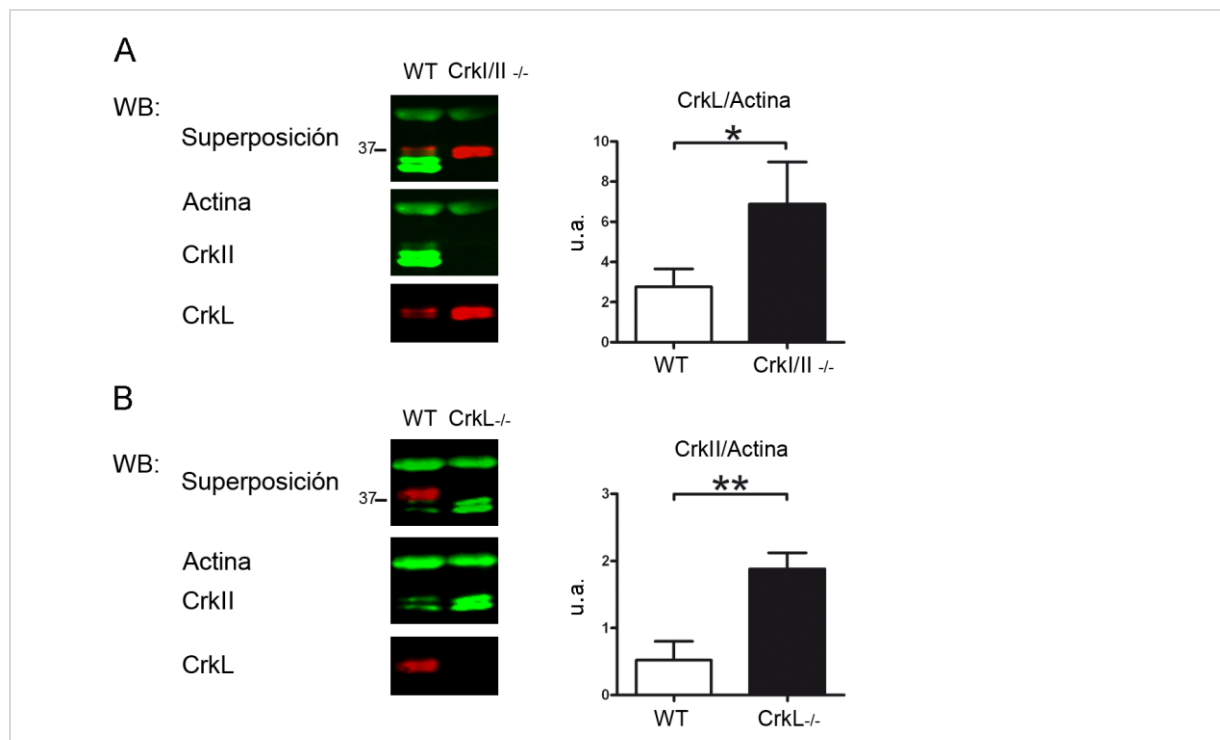 A
WT CrkI/II -/-
WB:
Superposición
37
Actina
CrkII
CrkL
CrkL/Actina
*
10
8
6
4
2
0
u.a.
WT CrkI/II -/-
B
WT CrkL-/-
WB:
Superposición
37
Actina
CrkII
CrkL
CrkII/Actina
**
3
2
1
0
u.a.
WT CrkL-/-